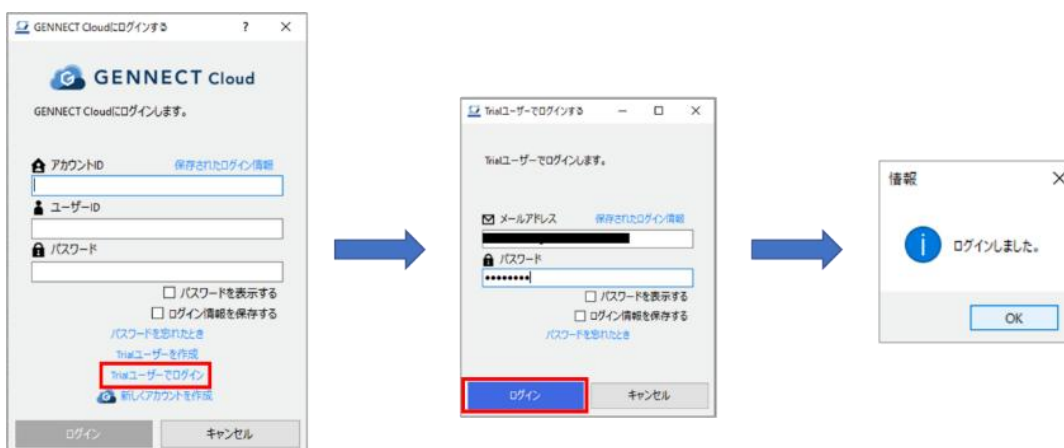 GENNECT Cloudにログインする
GENNECT Cloud
GENNECT Cloudにログインします。
アカウントID
保存されたログイン情報
ユーザーID
パスワード
パスワードを表示する
ログイン情報を保存する
パスワードを忘れたとき
Trialユーザーを作成
Trialユーザーでログイン
新しくアカウントを作成
ログイン
キャンセル
Trialユーザーでログインする
Trialユーザーでログインします。
メールアドレス
保存されたログイン情報
パスワード
パスワードを表示する
ログイン情報を保存する
パスワードを忘れたとき
ログイン
キャンセル
情報
ログインしました。
OK